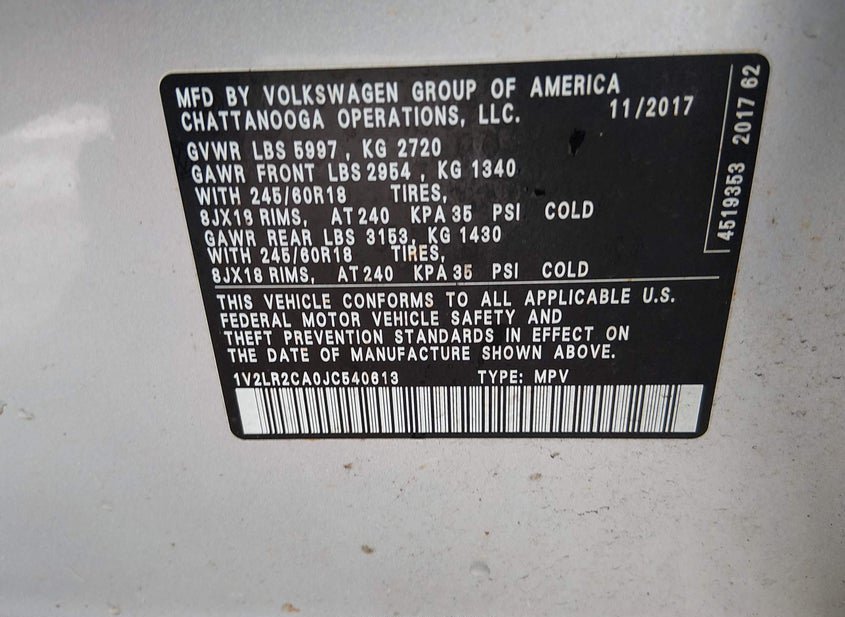 MFD BY VOLKSWAGEN GROUP OF AMERICA
CHATTANOOGA OPERATIONS, LLC. 11/2017
GVWR LBS 5997, KG 2720
GAWR FRONT LBS 2954, KG 1340
WITH 245/60R18 TIRES,
8JX18 RIMS, AT 240 KPA 35 PSI COLD
GAWR REAR LBS 3153, KG 1430
WITH 245/60R18 TIRES,
8JX18 RIMS, AT 240 KPA 35 PSI COLD
THIS VEHICLE CONFORMS TO ALL APPLICABLE U.S.
FEDERAL MOTOR VEHICLE SAFETY AND
THEFT PREVENTION STANDARDS IN EFFECT ON
THE DATE OF MANUFACTURE SHOWN ABOVE.
1V2LR2CA0JC540613 TYPE: MPV
4519353 2017 62